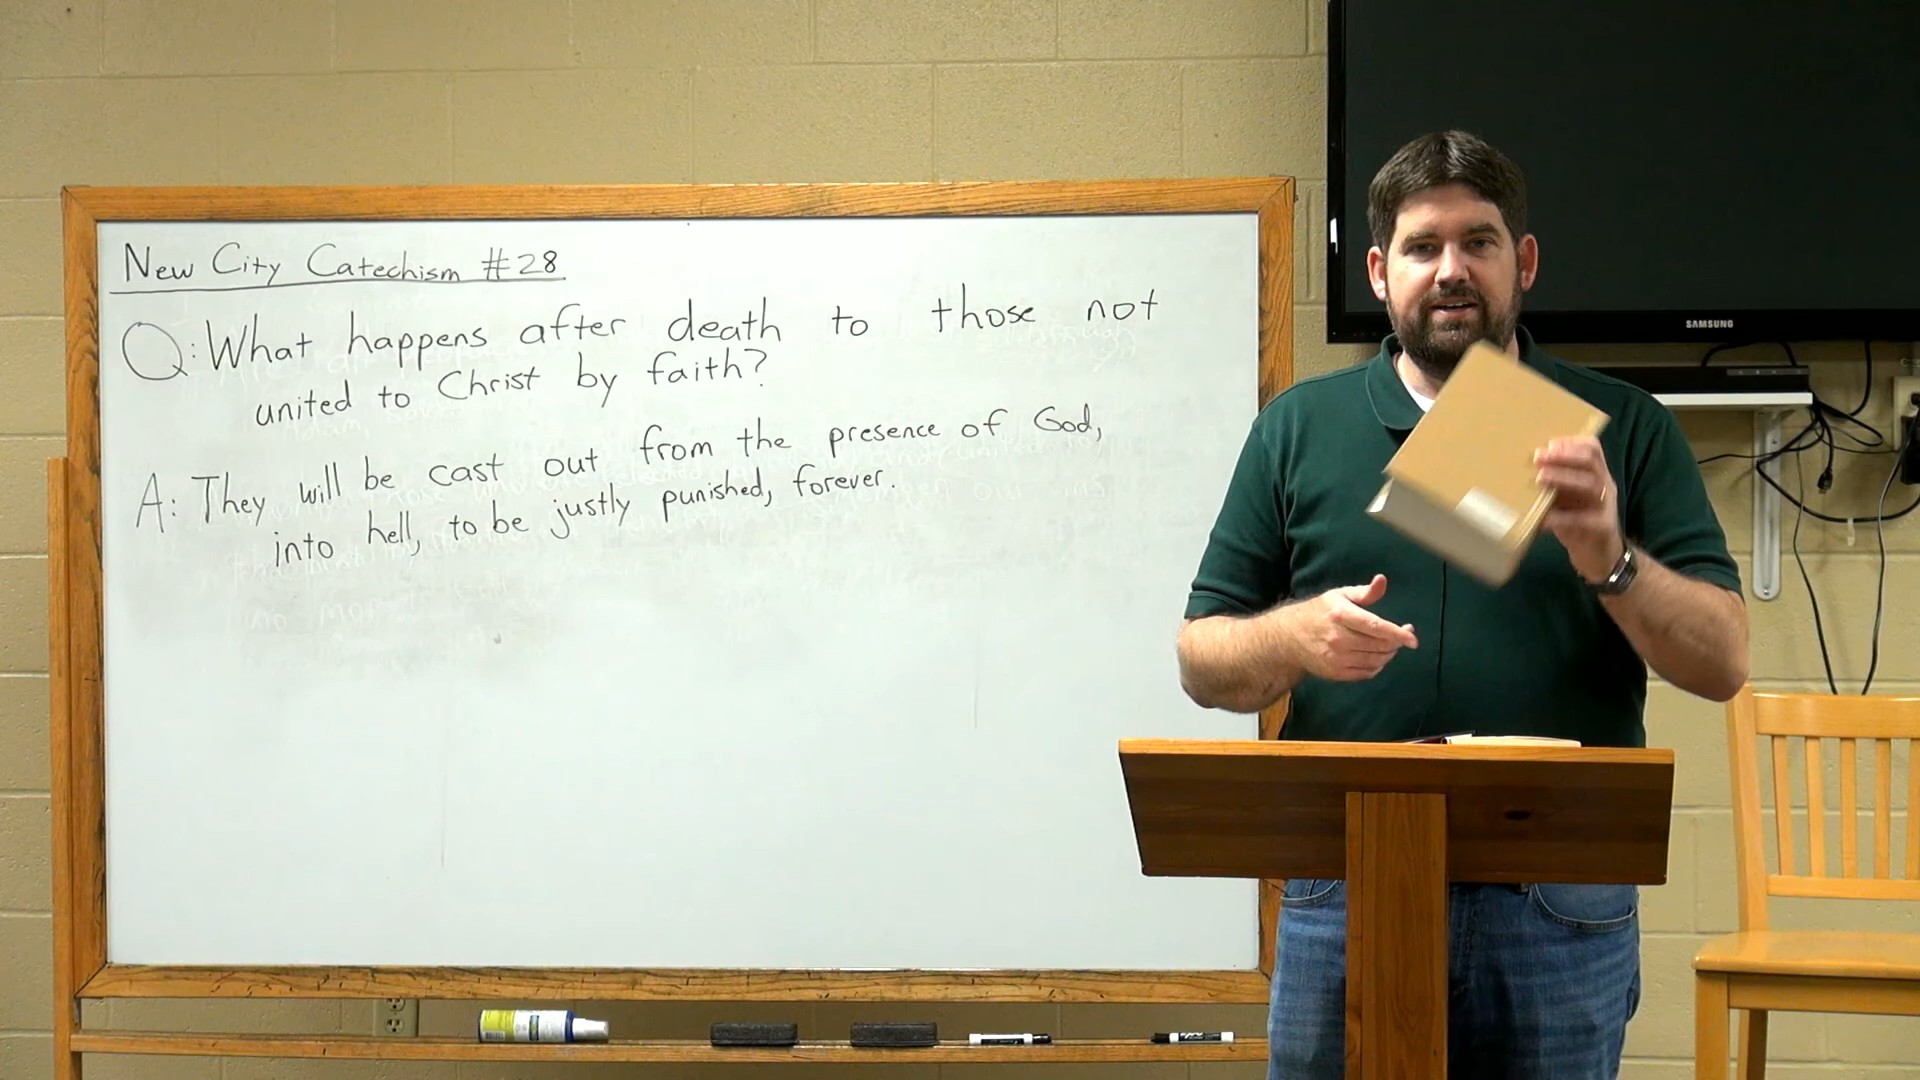 New City Catechism #28
Q: What happens after death to those not
united to Christ by faith?
A: They will be cast out from the presence of God,
into hell, to be justly punished, forever.
SAMSUNG